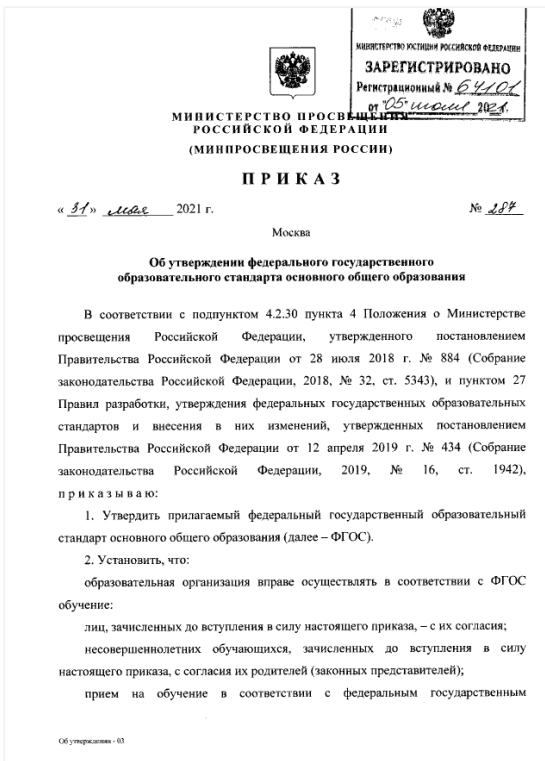 МИНИСТЕРСТВО ЮСТИЦИИ РОССИЙСКОЙ ФЕДЕРАЦИИ
ЗАРЕГИСТРИРОВАНО
Регистрационный № 64101
от "05" июля 2021.
МИНИСТЕРСТВО ПРОСВЕЩЕНИЯ
РОССИЙСКОЙ ФЕДЕРАЦИИ
(МИНПРОСВЕЩЕНИЯ РОССИИ)
ПРИКАЗ
« 31 » мая 2021 г. № 287
Москва
Об утверждении федерального государственного
образовательного стандарта основного общего образования
В соответствии с подпунктом 4.2.30 пункта 4 Положения о Министерстве
просвещения Российской Федерации, утвержденного постановлением
Правительства Российской Федерации от 28 июля 2018 г. № 884 (Собрание
законодательства Российской Федерации, 2018, № 32, ст. 5343), и пунктом 27
Правил разработки, утверждения федеральных государственных образовательных
стандартов и внесения в них изменений, утвержденных постановлением
Правительства Российской Федерации от 12 апреля 2019 г. № 434 (Собрание
законодательства Российской Федерации, 2019, № 16, ст. 1942),
приказываю:
1. Утвердить прилагаемый федеральный государственный образовательный
стандарт основного общего образования (далее – ФГОС).
2. Установить, что:
образовательная организация вправе осуществлять в соответствии с ФГОС
обучение:
лиц, зачисленных до вступления в силу настоящего приказа, – с их согласия;
несовершеннолетних обучающихся, зачисленных до вступления в силу
настоящего приказа, с согласия их родителей (законных представителей);
прием на обучение в соответствии с федеральным государственным
Об утверждении - 03